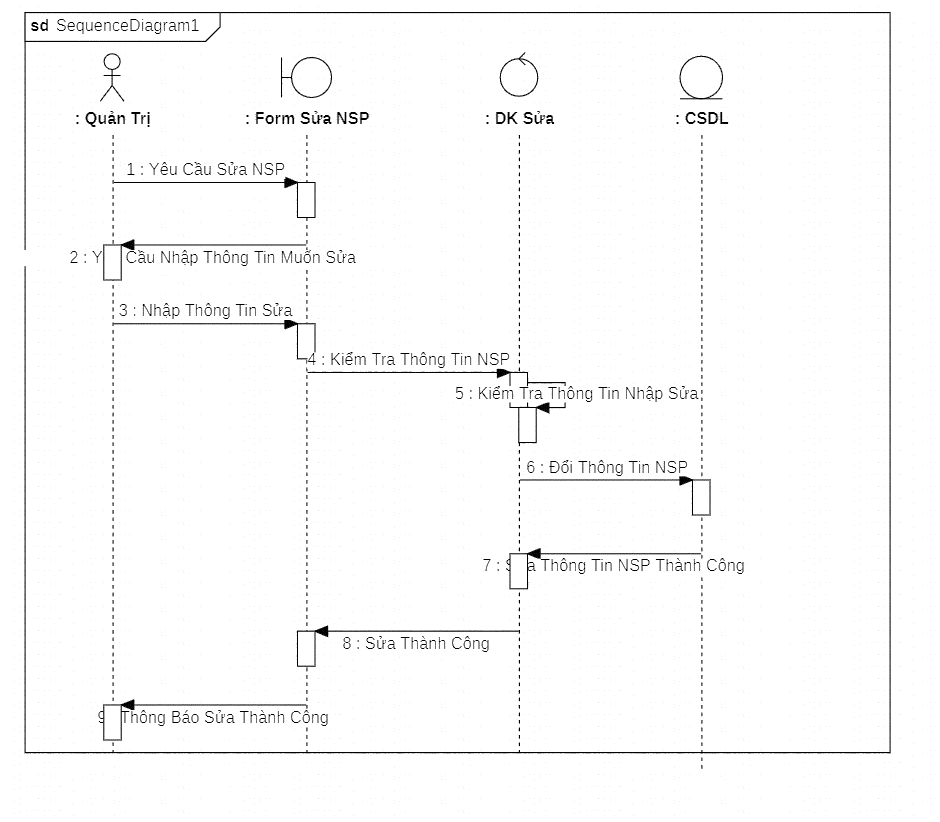 sd SequenceDiagram1
: Quản Trị
: Form Sửa NSP
: DK Sửa
: CSDL
1 : Yêu Cầu Sửa NSP
2 : Y Cầu Nhập Thông Tin Muốn Sửa
3 : Nhập Thông Tin Sửa
4 : Kiểm Tra Thông Tin NSP
5 : Kiểm Tra Thông Tin Nhập Sửa
6 : Đổi Thông Tin NSP
7 : Thông Tin NSP Thành Công
8 : Sửa Thành Công
9 Thông Báo Sửa Thành Công